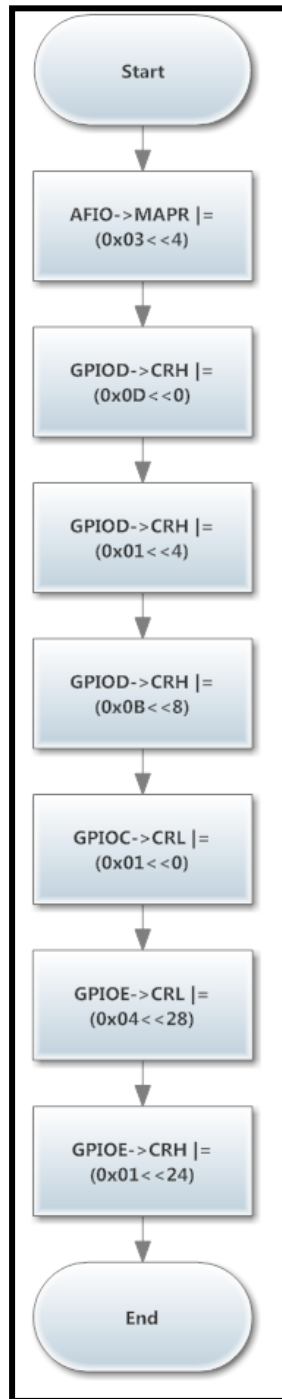 Start
AFIO->MAPR |=
(0x03<<4)
GPIOD->CRH |=
(0x0D<<0)
GPIOD->CRH |=
(0x01<<4)
GPIOD->CRH |=
(0x0B<<8)
GPIOC->CRL |=
(0x01<<0)
GPIOE->CRL |=
(0x04<<28)
GPIOE->CRH |=
(0x01<<24)
End